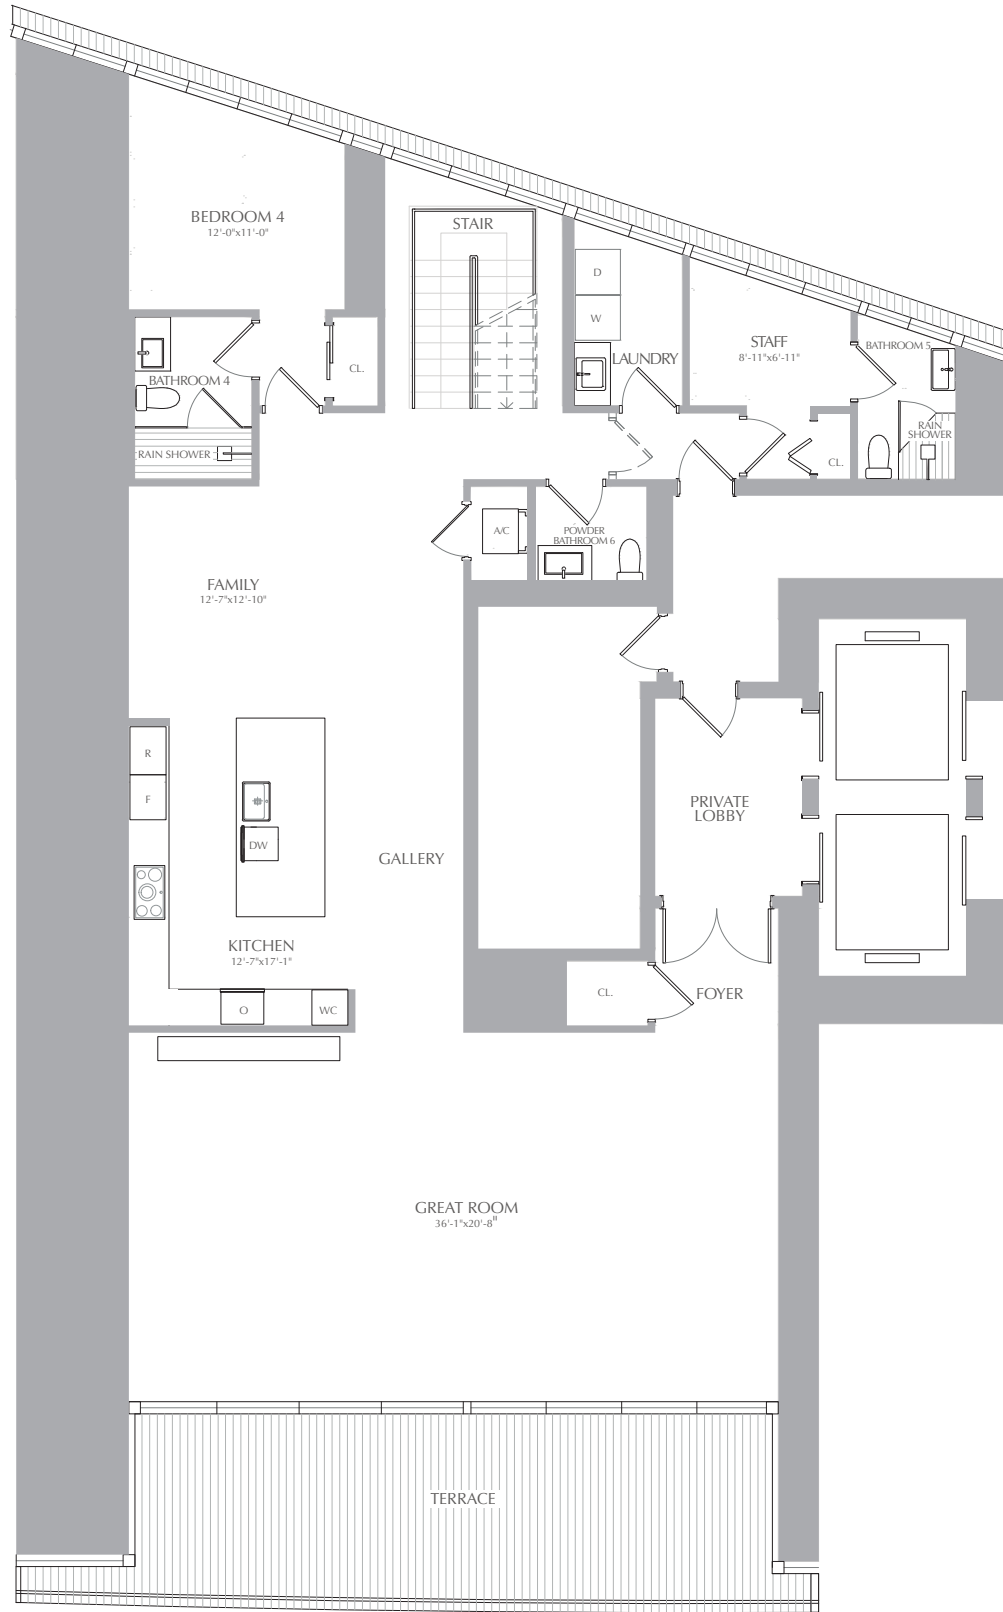 STAIR
BEDROOM 4
12'-0"x11'-0"
D
W
LAUNDRY
STAFF
8'-11"x6'-11"
BATHROOM 5
CL.
BATHROOM 4
RAIN SHOWER
RAIN
SHOWER
CL.
A/C
POWDER
BATHROOM 6
FAMILY
12'-7"x12'-10"
R
F
DW
PRIVATE
LOBBY
GALLERY
KITCHEN
12'-7"x17'-1"
O
WC
CL.
FOYER
GREAT ROOM
36'-1"x20'-8"
TERRACE